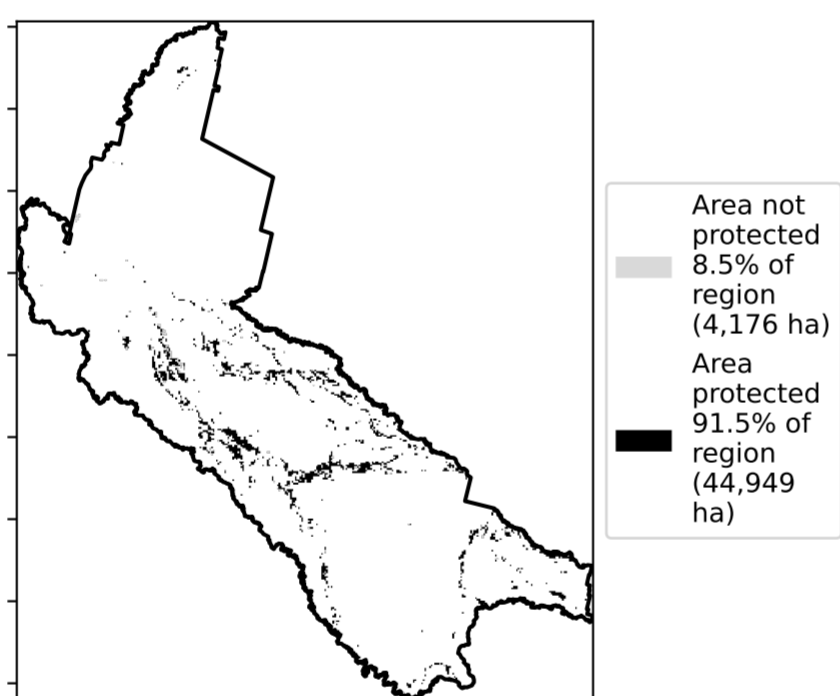 Area not
protected
8.5% of
region
(4,176 ha)
Area
protected
91.5% of
region
(44,949
ha)